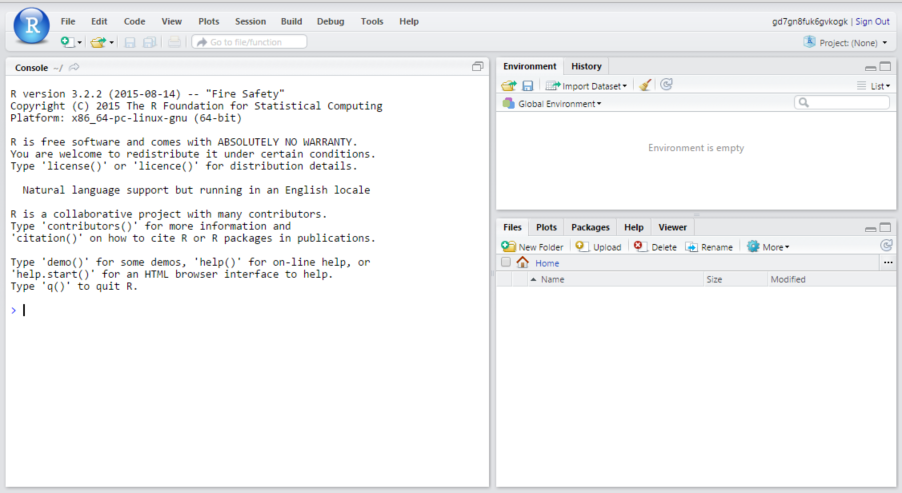 R
File Edit Code View Plots Session Build Debug Tools Help
gd7gn8fuk6gvkogk | Sign Out
Go to file/function
Project: (None)
Console ~/
R version 3.2.2 (2015-08-14) -- "Fire Safety"
Copyright (C) 2015 The R Foundation for Statistical Computing
Platform: x86_64-pc-linux-gnu (64-bit)
R is free software and comes with ABSOLUTELY NO WARRANTY.
You are welcome to redistribute it under certain conditions.
Type 'license()' or 'licence()' for distribution details.
Natural language support but running in an English locale
R is a collaborative project with many contributors.
Type 'contributors()' for more information and
'citation()' on how to cite R or R packages in publications.
Type 'demo()' for some demos, 'help()' for on-line help, or
'help.start()' for an HTML browser interface to help.
Type 'q()' to quit R.
>
Environment History
Import Dataset List
Global Environment
Environment is empty
Files Plots Packages Help Viewer
New Folder Upload Delete Rename More
Home ...
Name Size Modified